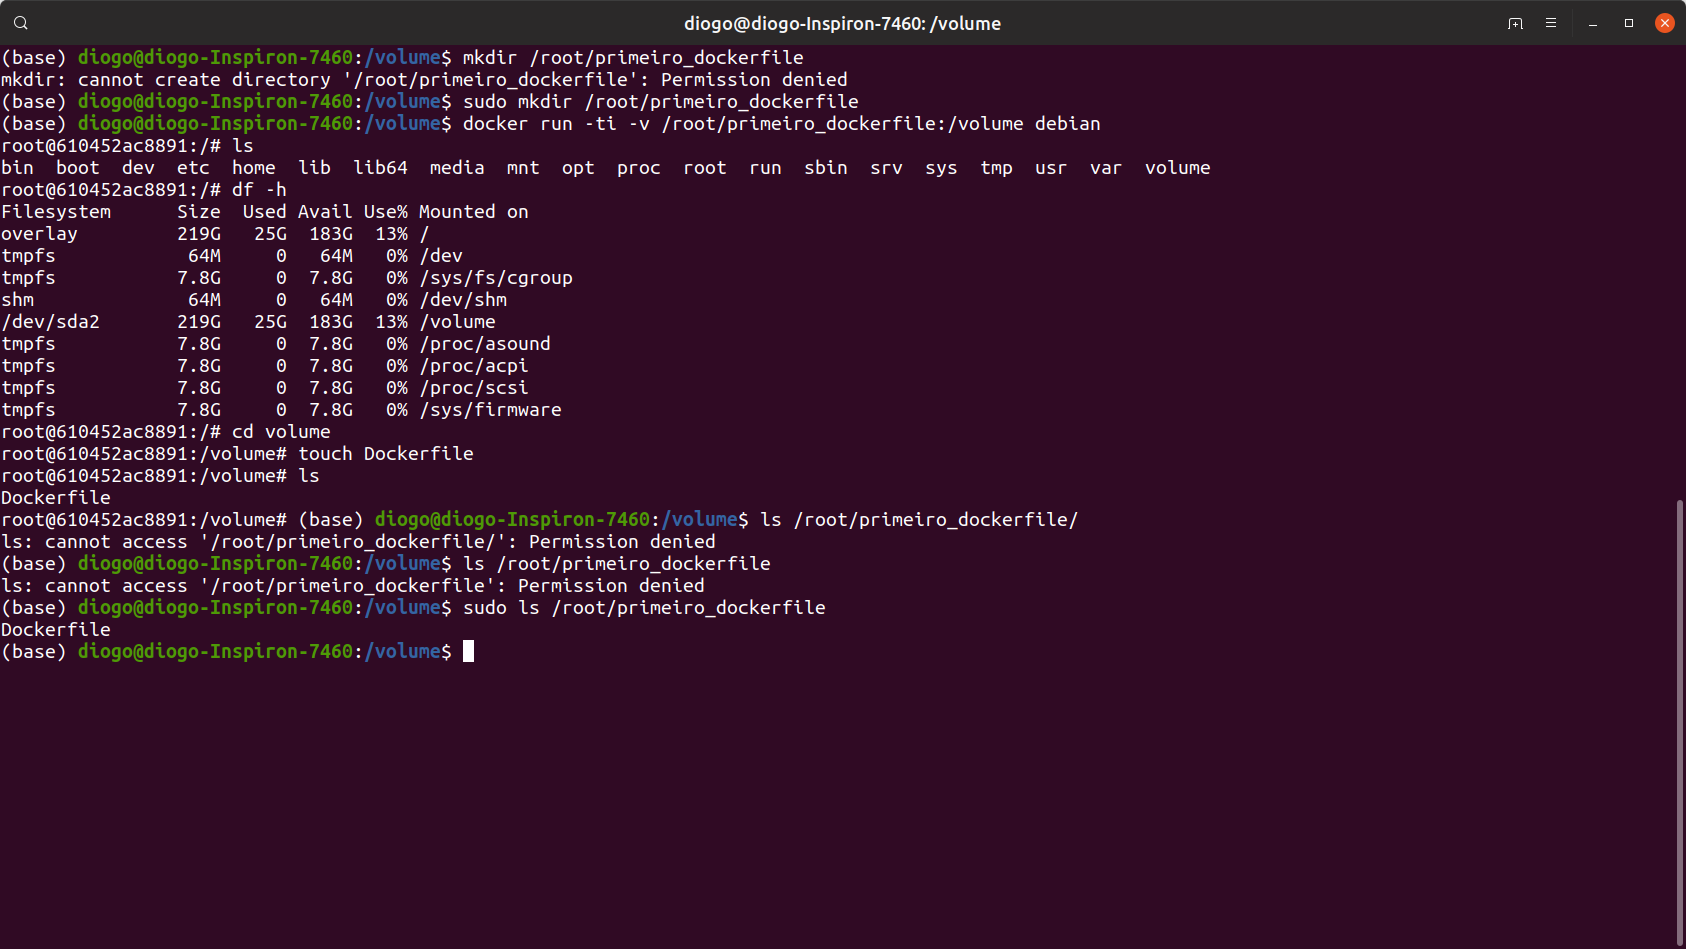 diogo@diogo-Inspiron-7460: /volume
(base) diogo@diogo-Inspiron-7460:/volume$ mkdir /root/primeiro_dockerfile
mkdir: cannot create directory '/root/primeiro_dockerfile': Permission denied
(base) diogo@diogo-Inspiron-7460:/volume$ sudo mkdir /root/primeiro_dockerfile
(base) diogo@diogo-Inspiron-7460:/volume$ docker run -ti -v /root/primeiro_dockerfile:/volume debian
root@610452ac8891:/# ls
bin  boot  dev  etc  home  lib  lib64  media  mnt  opt  proc  root  run  sbin  srv  sys  tmp  usr  var  volume
root@610452ac8891:/# df -h
Filesystem      Size  Used Avail Use% Mounted on
overlay         219G   25G  183G  13% /
tmpfs            64M     0   64M   0% /dev
tmpfs           7.8G     0  7.8G   0% /sys/fs/cgroup
shm              64M     0   64M   0% /dev/shm
/dev/sda2       219G   25G  183G  13% /volume
tmpfs           7.8G     0  7.8G   0% /proc/asound
tmpfs           7.8G     0  7.8G   0% /proc/acpi
tmpfs           7.8G     0  7.8G   0% /proc/scsi
tmpfs           7.8G     0  7.8G   0% /sys/firmware
root@610452ac8891:/# cd volume
root@610452ac8891:/volume# touch Dockerfile
root@610452ac8891:/volume# ls
Dockerfile
root@610452ac8891:/volume# (base) diogo@diogo-Inspiron-7460:/volume$ ls /root/primeiro_dockerfile/
ls: cannot access '/root/primeiro_dockerfile/': Permission denied
(base) diogo@diogo-Inspiron-7460:/volume$ ls /root/primeiro_dockerfile
ls: cannot access '/root/primeiro_dockerfile': Permission denied
(base) diogo@diogo-Inspiron-7460:/volume$ sudo ls /root/primeiro_dockerfile
Dockerfile
(base) diogo@diogo-Inspiron-7460:/volume$